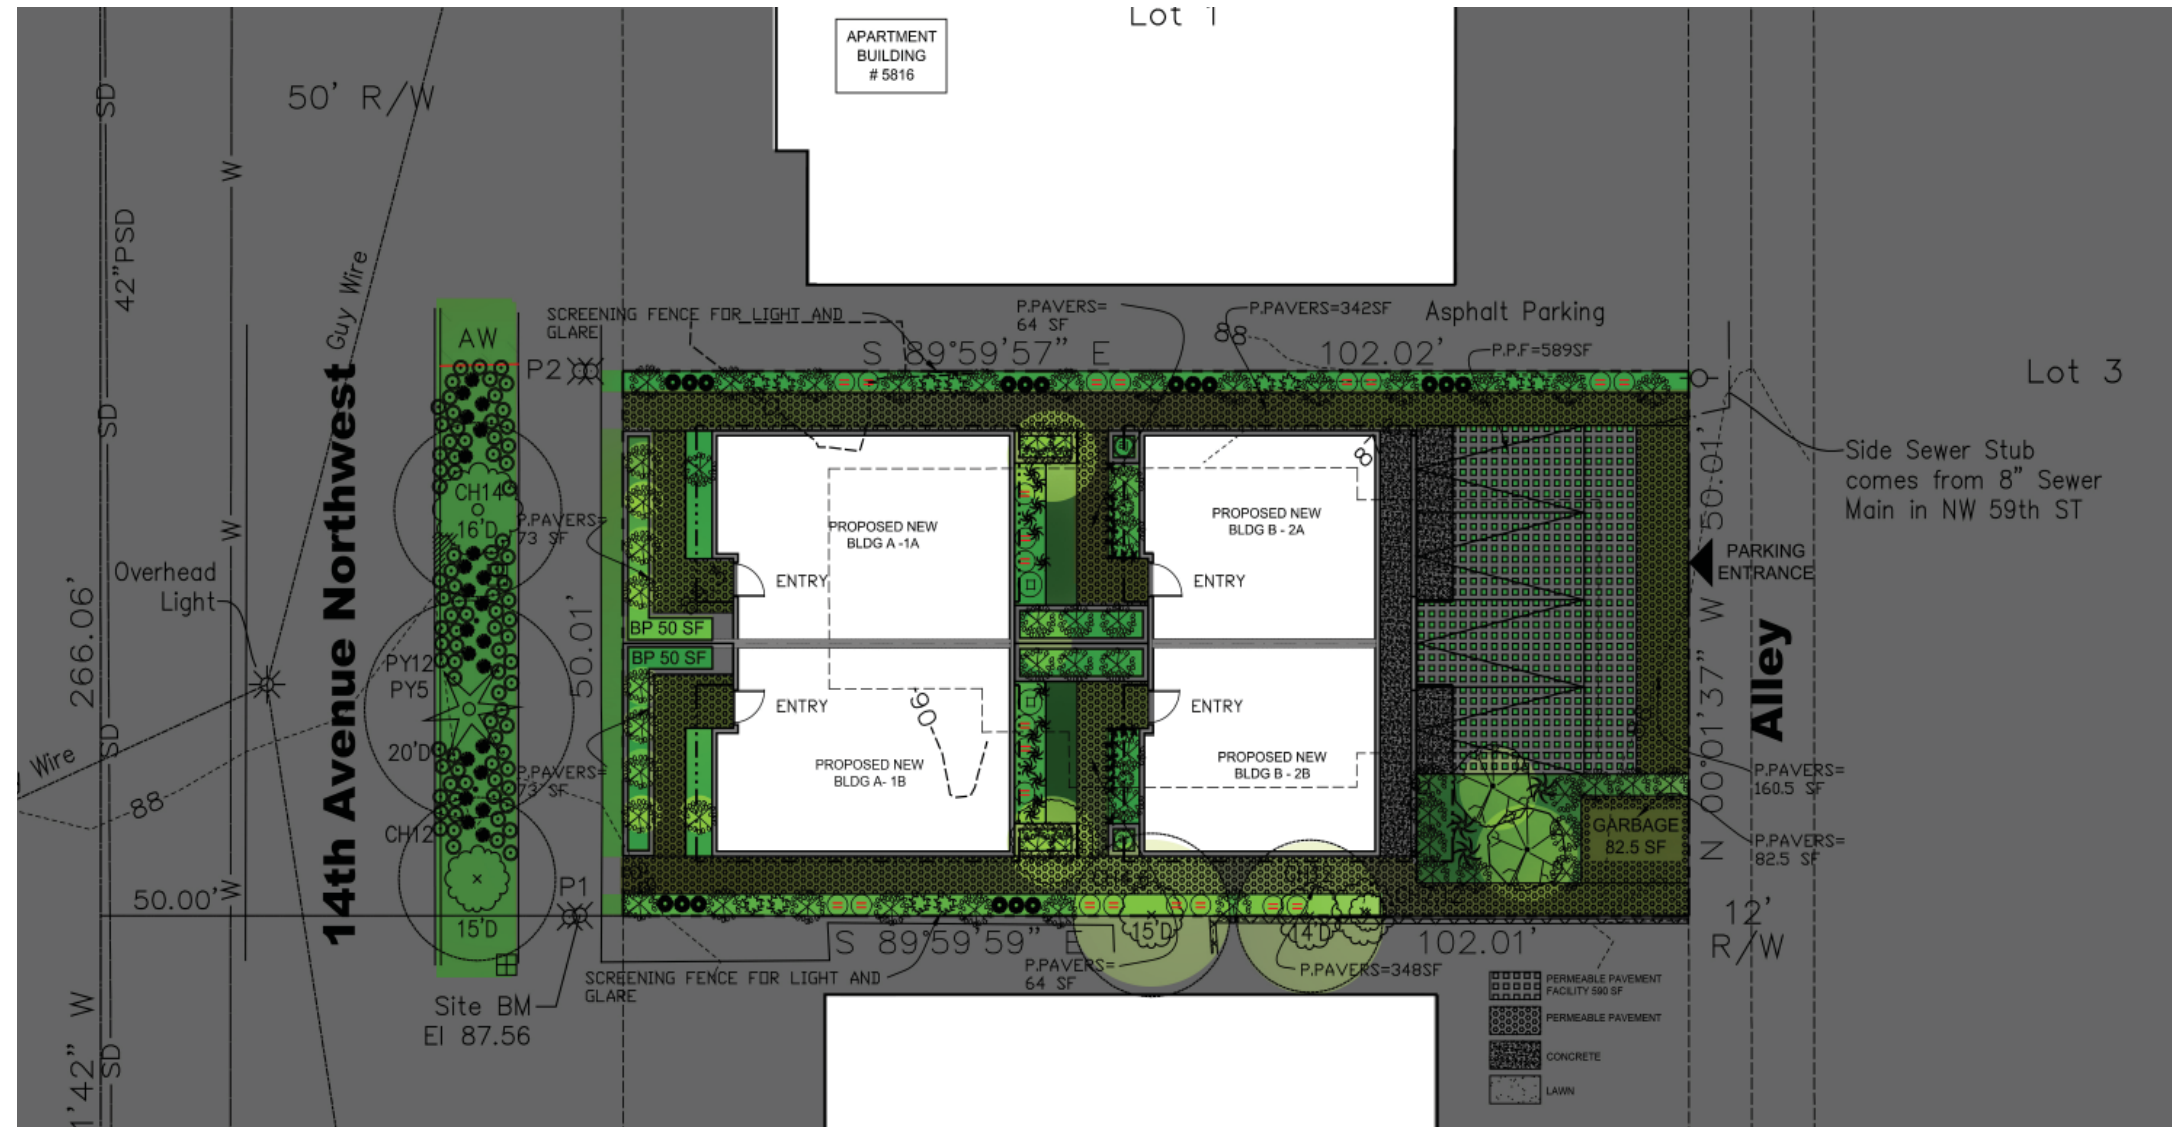 Lot 1
APARTMENT
BUILDING
# 5816
50' R/W
SD
W
42"PSD
Guy Wire
SCREENING FENCE FOR LIGHT AND
GLARE
P.PAVERS=
64 SF
P.PAVERS=342SF
Asphalt Parking
88
S 89°59'57" E
102.02'
P.P.F=589SF
AW
P2
Lot 3
SD
W
14th Avenue Northwest
CH14
16'D
P.PAVERS=
73 SF
PROPOSED NEW
BLDG A -1A
PROPOSED NEW
BLDG B - 2A
Side Sewer Stub
comes from 8" Sewer
Main in NW 59th ST
PARKING
ENTRANCE
ENTRY
ENTRY
Overhead
Light
266.06'
50.01'
BP 50 SF
BP 50 SF
PY12
PY5
20'D
ENTRY
ENTRY
'90
PROPOSED NEW
BLDG A- 1B
PROPOSED NEW
BLDG B - 2B
N 00°01'37" W 50.01'
Alley
Wire
88
SD
P.PAVERS=
73 SF
P.PAVERS=
160.5 SF
CH12
GARBAGE
82.5 SF
P.PAVERS=
82.5 SF
50.00'
W
P1
CH12
15'D
15'D
14'D
S 89°59'59" E
102.01'
12'
R/W
SCREENING FENCE FOR LIGHT AND
GLARE
P.PAVERS=
64 SF
P.PAVERS=348SF
Site BM
El 87.56
PERMEABLE PAVEMENT
FACILITY 590 SF
PERMEABLE PAVEMENT
CONCRETE
LAWN
1'42" W
SD